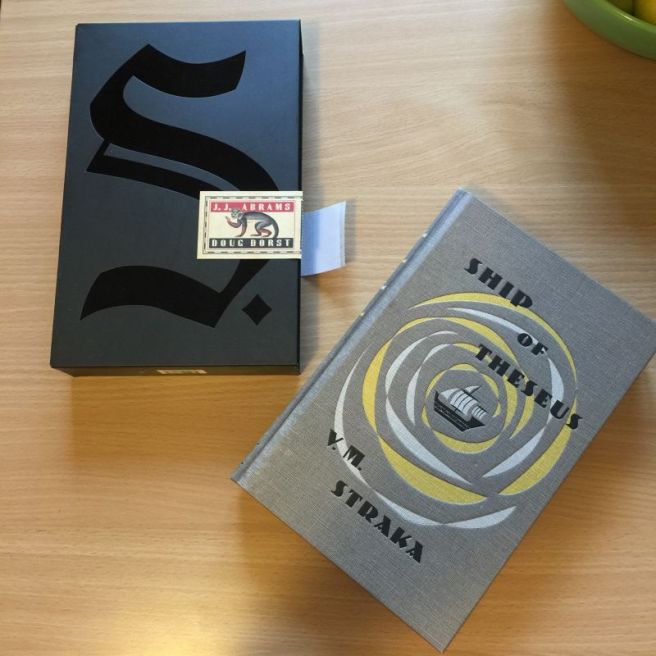 S.
J.J. ABRAMS
DOUG DORST
SHIP
OF
THESEUS
V. M.
STRAKA